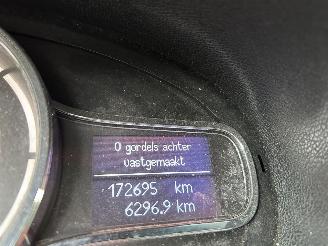 0 gordels achter
vastgemaakt
172695 km
6296.9 km